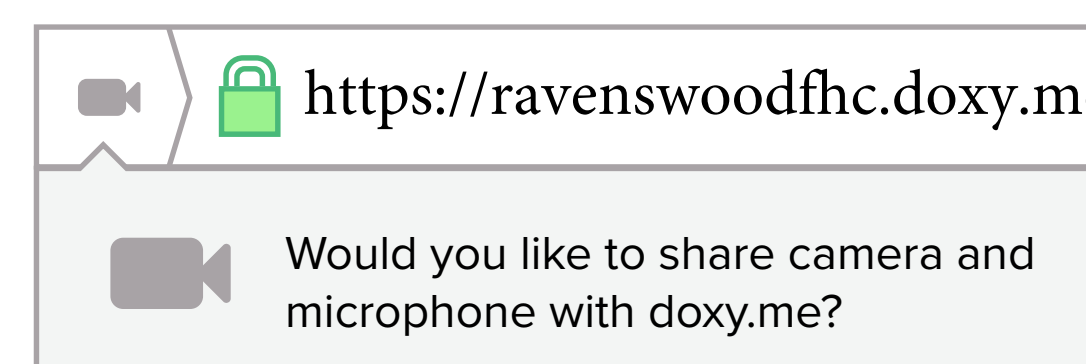 https://ravenswoodfhc.doxy.m
Would you like to share camera and
microphone with doxy.me?